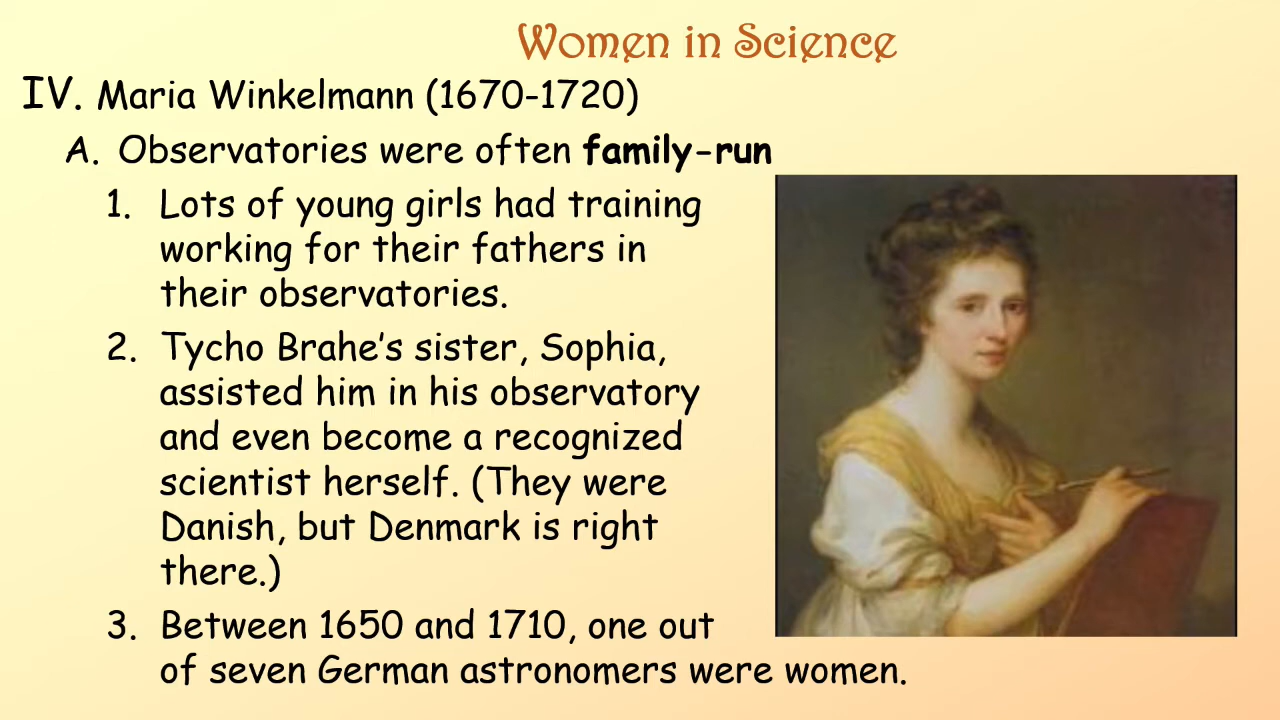 Women in Science
IV. Maria Winkelmann (1670-1720)
A. Observatories were often family-run
1. Lots of young girls had training
working for their fathers in
their observatories.
2. Tycho Brahe’s sister, Sophia,
assisted him in his observatory
and even become a recognized
scientist herself. (They were
Danish, but Denmark is right
there.)
3. Between 1650 and 1710, one out
of seven German astronomers were women.